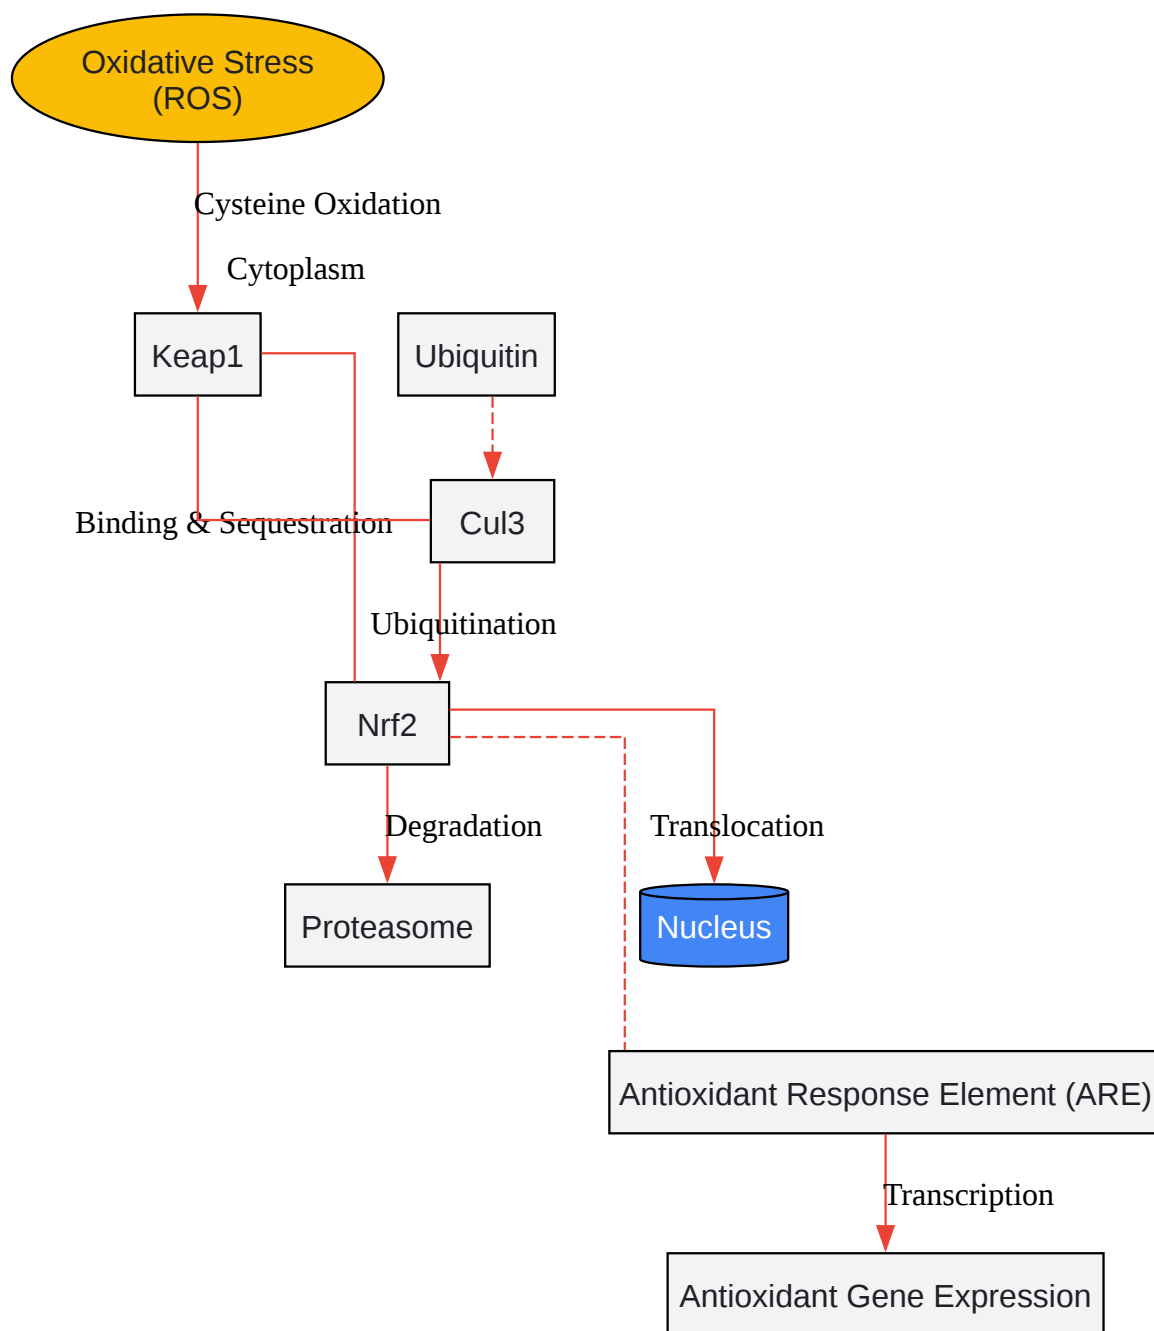 Oxidative Stress
(ROS)
Cysteine Oxidation
Cytoplasm
Keap1
Ubiquitin
Binding & Sequestration
Cul3
Ubiquitination
Nrf2
Degradation
Translocation
Proteasome
Nucleus
Antioxidant Response Element (ARE)
Transcription
Antioxidant Gene Expression